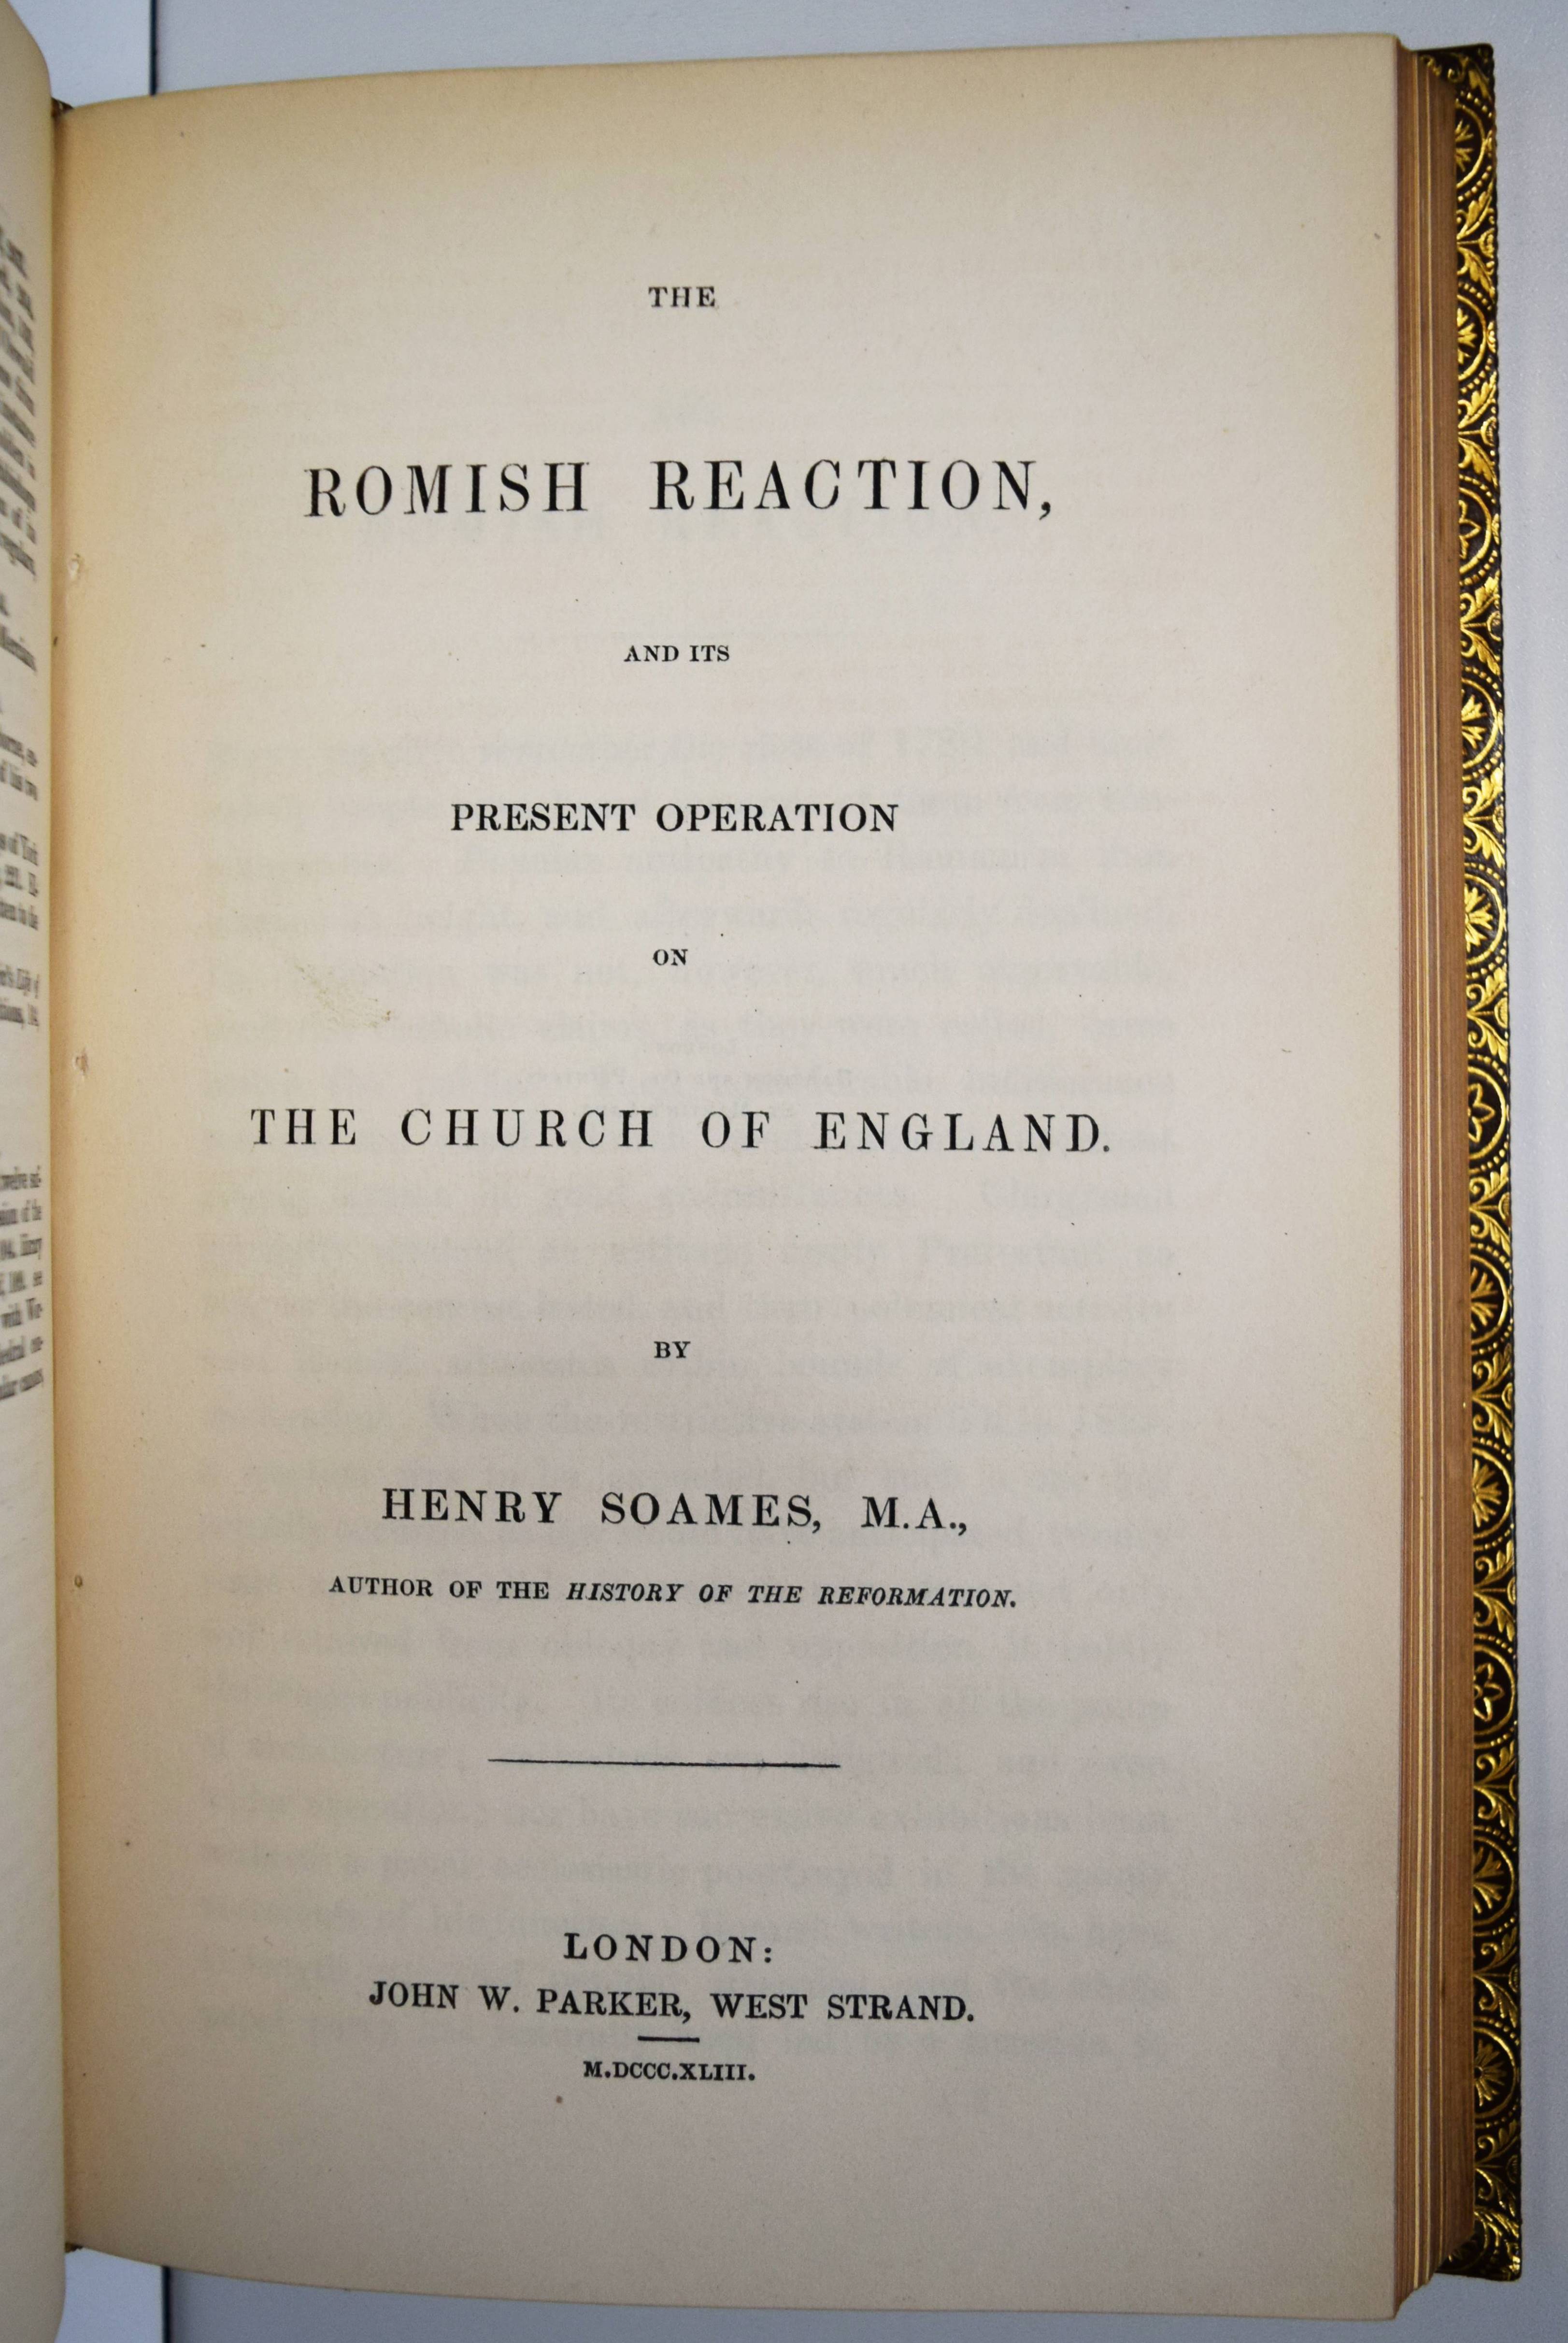 THE
ROMISH REACTION,
AND ITS
PRESENT OPERATION
ON
THE CHURCH OF ENGLAND.
BY
HENRY SOAMES, M.A.,
AUTHOR OF THE HISTORY OF THE REFORMATION.
LONDON:
JOHN W. PARKER, WEST STRAND.
M.DCCC.XLIII.